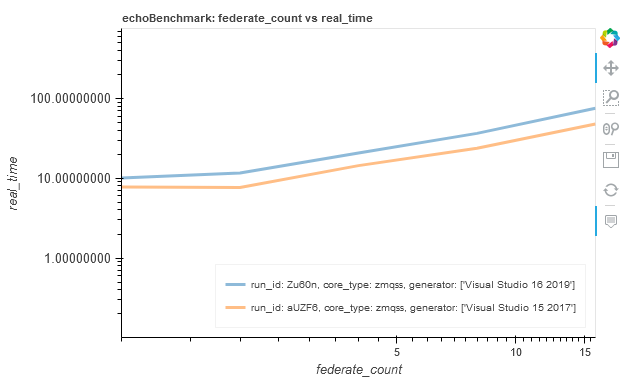 echoBenchmark: federate_count vs real_time
100.00000000
10.00000000
1.00000000
real_time
run_id: Zu60n, core_type: zmqss, generator: ['Visual Studio 16 2019']
run_id: aUZF6, core_type: zmqss, generator: ['Visual Studio 15 2017']
5
10
15
federate_count